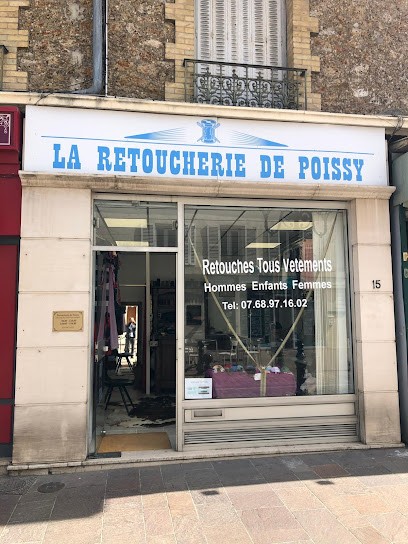 LA RETOUCHERIE DE POISSY
Retouches Tous Vetements
Hommes Enfants Femmes
Tel: 07.68.97.16.02
15